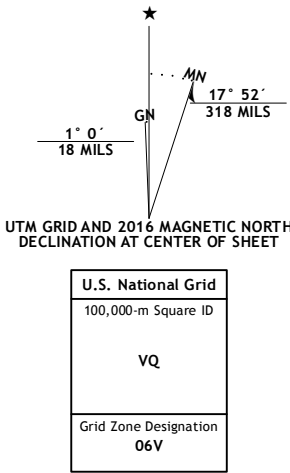 ★
MN
GN
17° 52´
318 MILS
1° 0´
18 MILS
UTM GRID AND 2016 MAGNETIC NORTH
DECLINATION AT CENTER OF SHEET
U.S. National Grid
100,000-m Square ID
VQ
Grid Zone Designation
06V